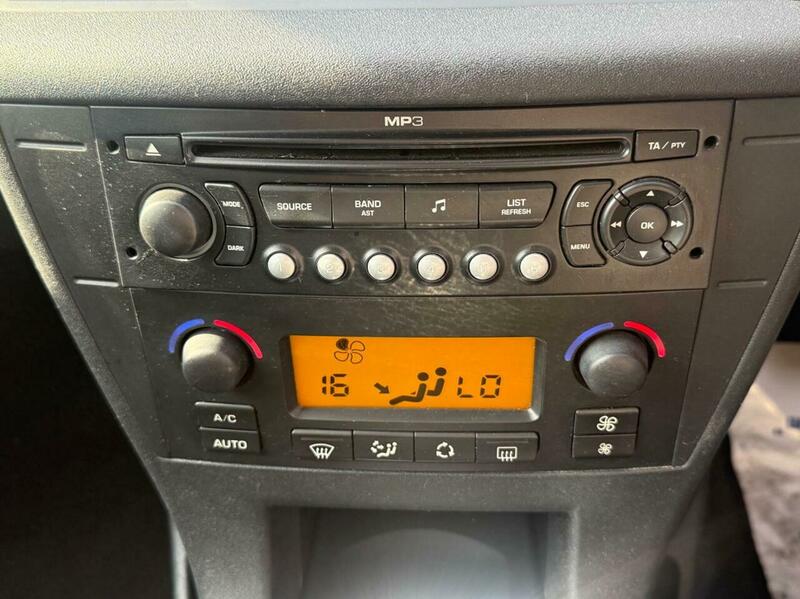 MP3
TA / PTY
MODE
DARK
SOURCE
BAND
AST
LIST
REFRESH
ESC
MENU
OK
16
LO
A/C
AUTO